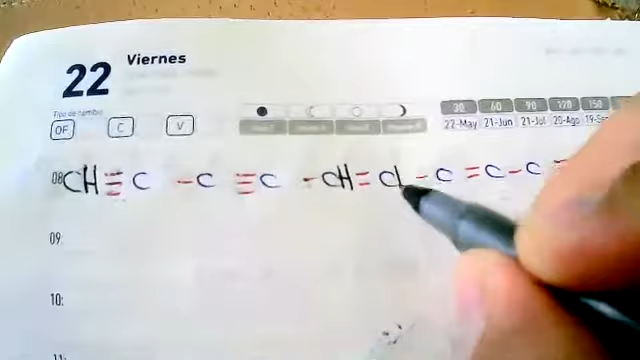 22 Viernes
Tipo de cambio
OF C V
30 60 90 120 150
22-May 21-Jun 21-Jul 20-Ago
08 CH≡C-C≡C-CH=CL-C=C-C=
09:
10: